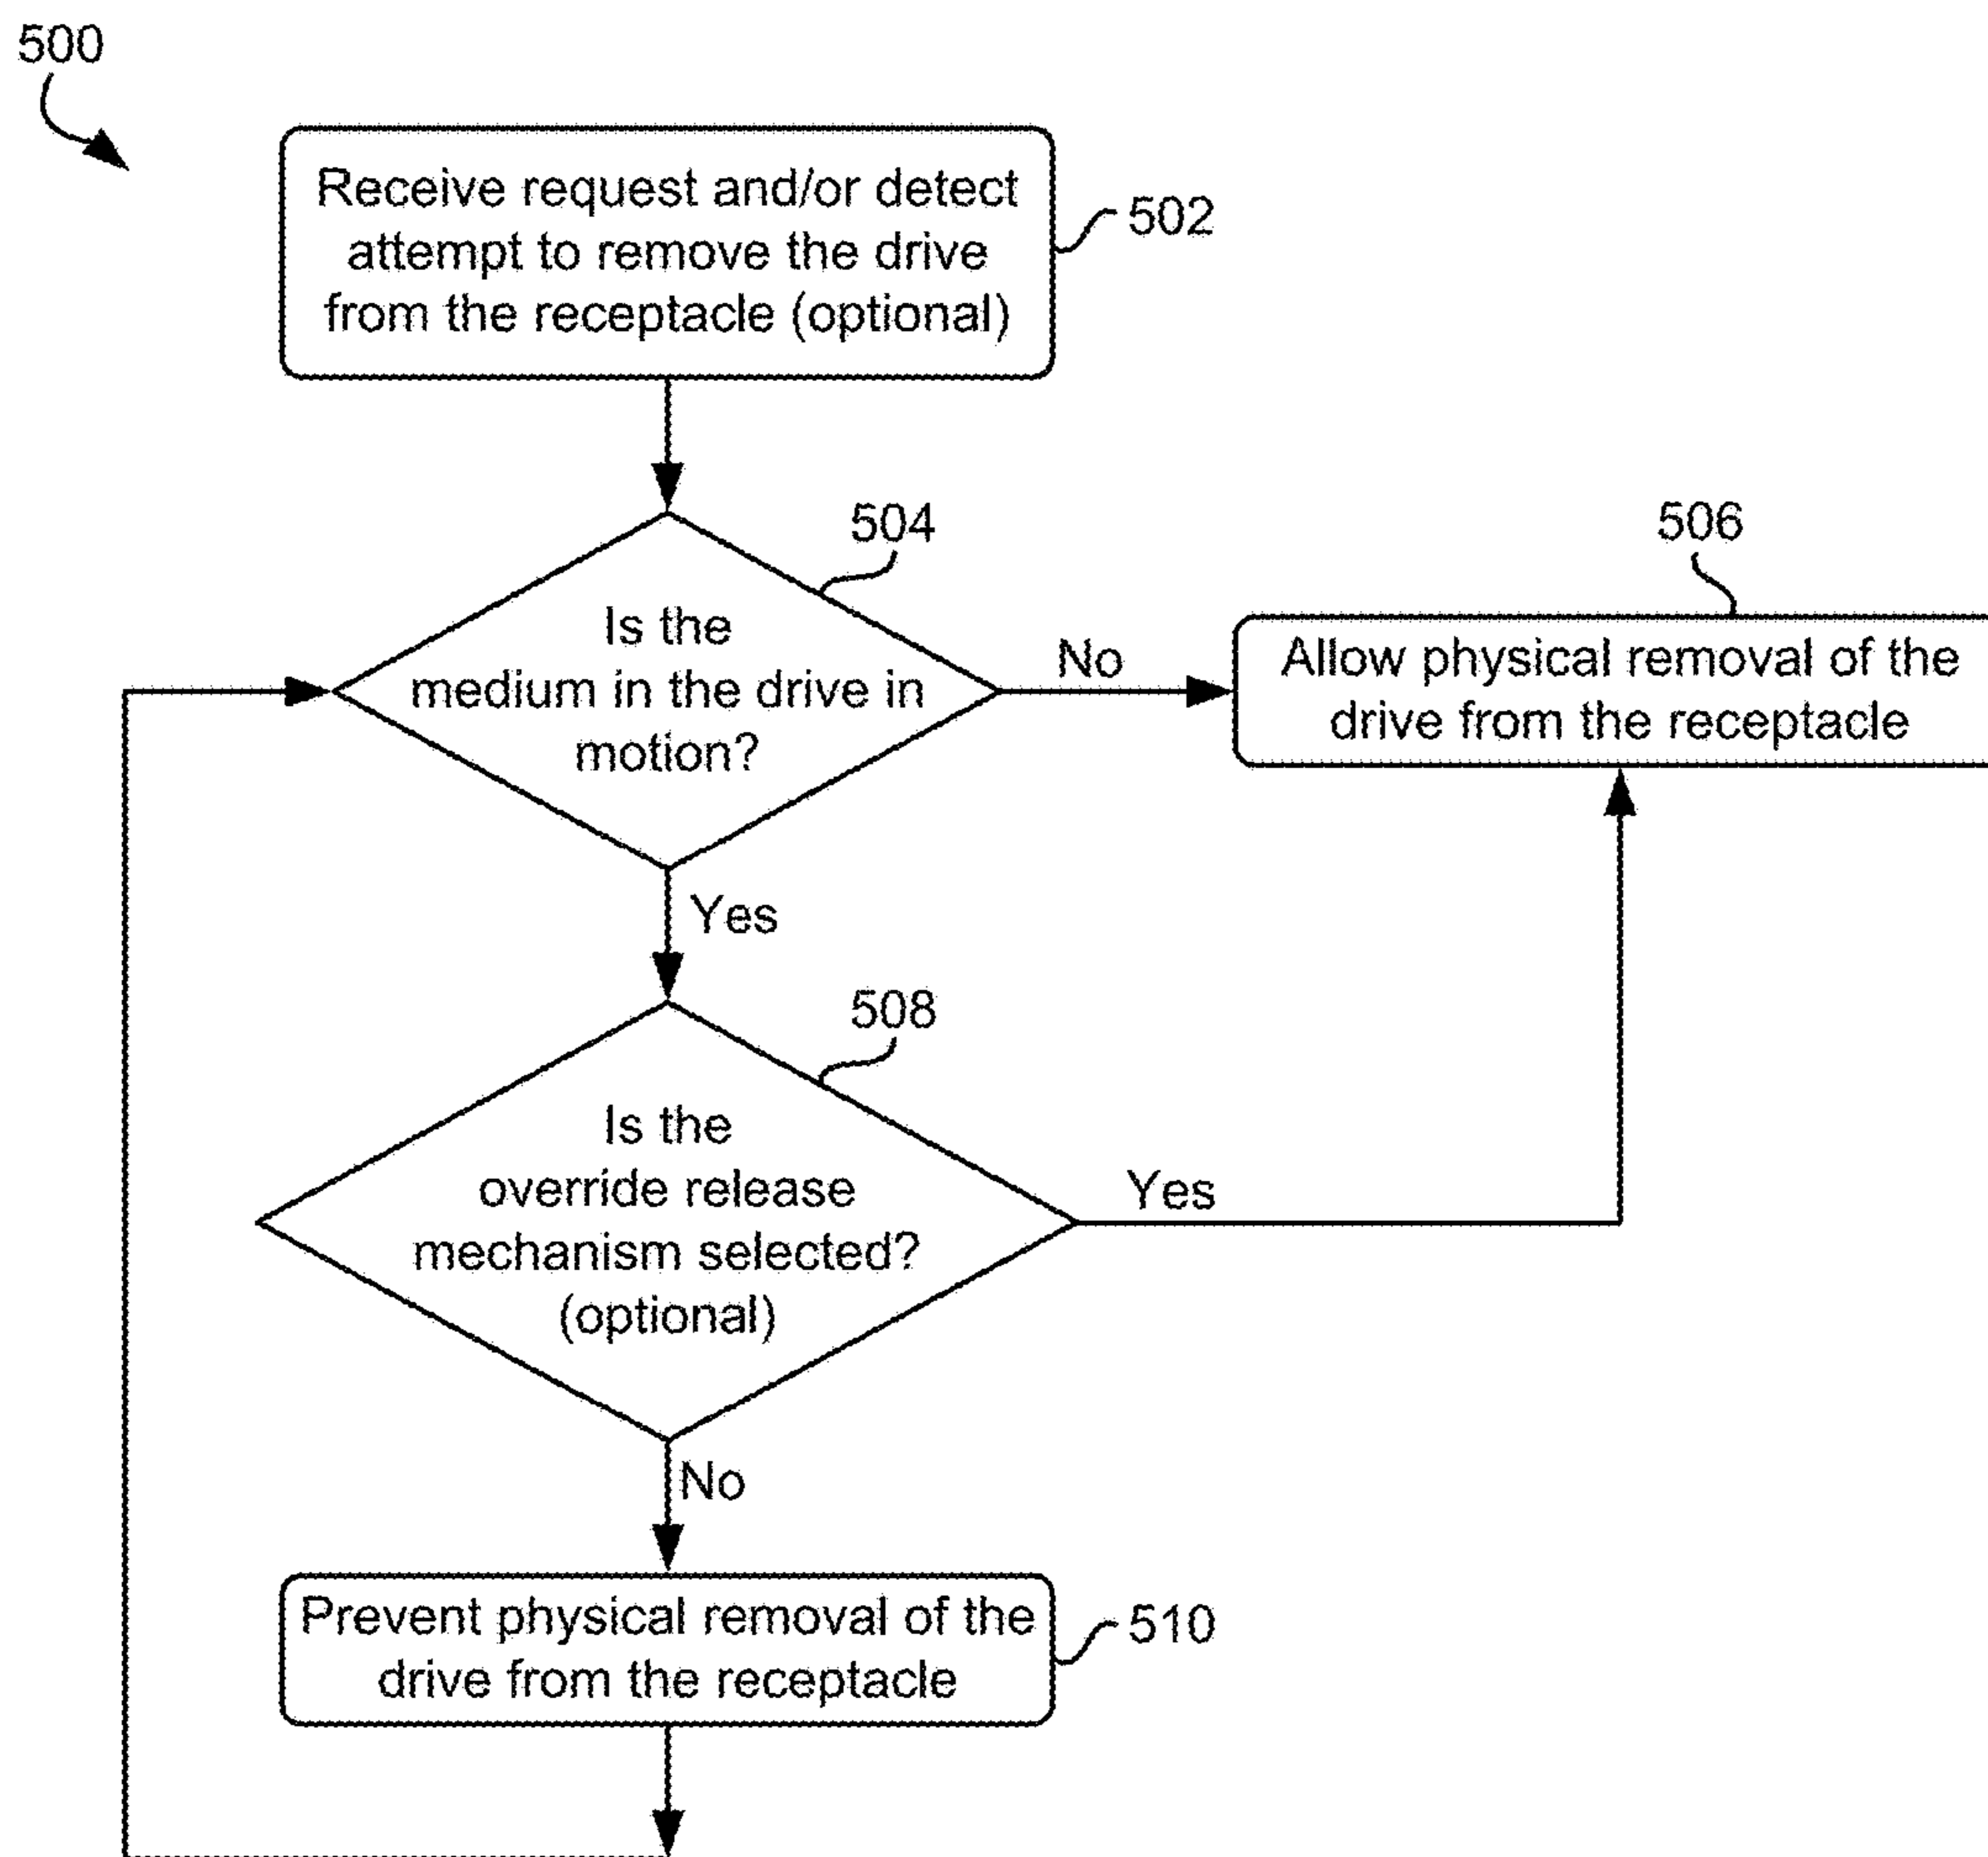 500
Receive request and/or detect
attempt to remove the drive
from the receptacle (optional)
502
504
Is the
medium in the drive in
motion?
No
506
Allow physical removal of the
drive from the receptacle
Yes
508
Is the
override release
mechanism selected?
(optional)
Yes
No
Prevent physical removal of the
drive from the receptacle
510